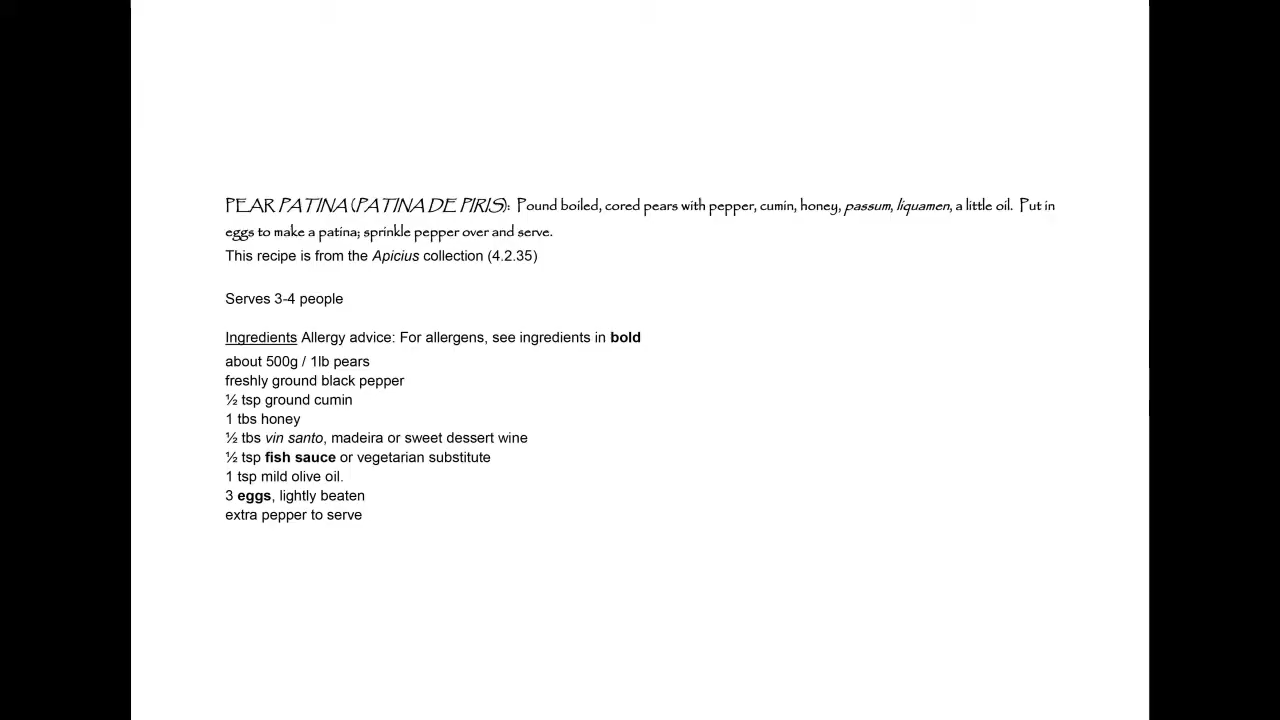 PEAR PATINA (PATINA DE PIRIS): Pound boiled, cored pears with pepper, cumin, honey, passum, liquamen, a little oil. Put in
eggs to make a patina; sprinkle pepper over and serve.
This recipe is from the Apicius collection (4.2.35)
Serves 3-4 people
Ingredients Allergy advice: For allergens, see ingredients in bold
about 500g / 1lb pears
freshly ground black pepper
½ tsp ground cumin
1 tbs honey
½ tbs vin santo, madeira or sweet dessert wine
½ tsp fish sauce or vegetarian substitute
1 tsp mild olive oil.
3 eggs, lightly beaten
extra pepper to serve